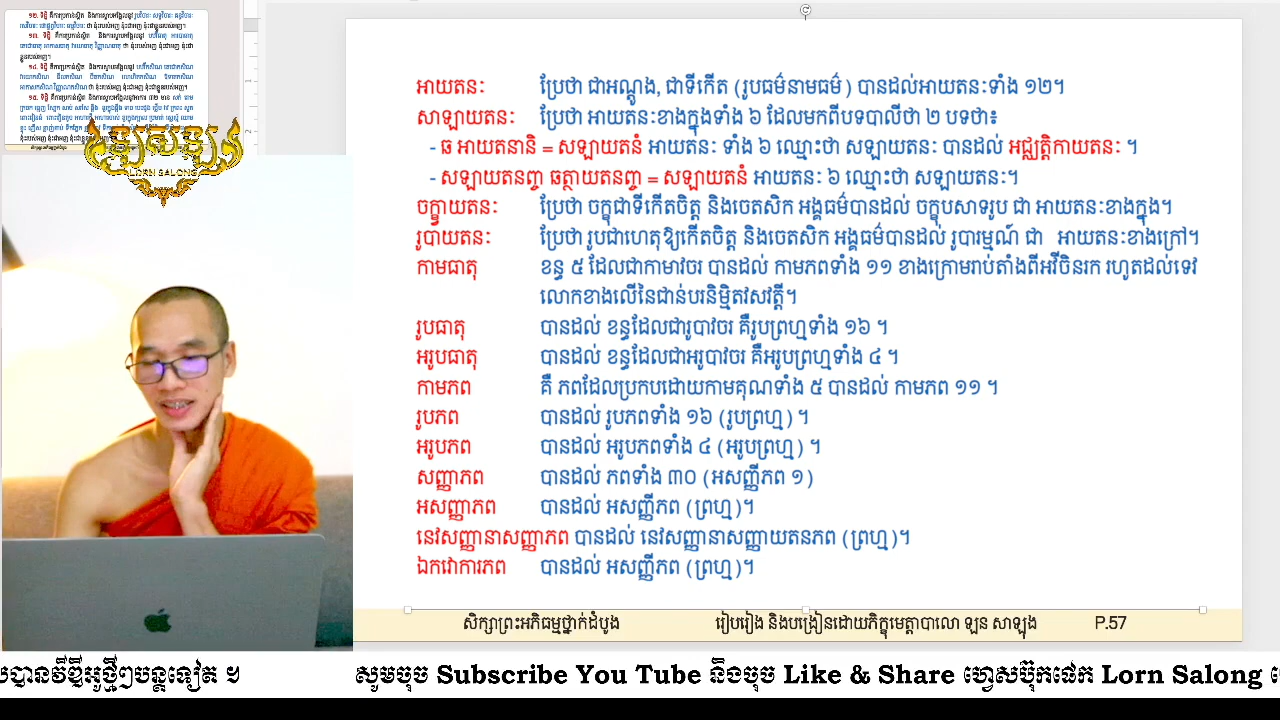 LORN SALONG
អាយតនៈ ប្រែថា ជាអណ្តូង, ជាទីកើត (រូបធម៌នាមធម៌ ) បានដល់អាយតនៈទាំង ១២។
សាឡាយតនៈ ប្រែថា អាយតនៈខាងក្នុងទាំង ៦ ដែលមកពីបទបាលីថា ២ បទថា៖
- ឆ អាយតនានិ = សឡាយតនំ អាយតនៈ ទាំង ៦ ឈ្មោះថា សឡាយតនៈ បានដល់ អជ្ឈត្តិកាយតនៈ ។
- សឡាយតនញ្ច ឆត្ថាយតនញ្ច = សឡាយតនំ អាយតនៈ ៦ ឈ្មោះថា សឡាយតនៈ។
ចក្ខ្វាយតនៈ ប្រែថា ចក្ខុជាទីកើតចិត្ត និងចេតសិក អង្គធម៌បានដល់ ចក្ខុបសាទរូប ជា អាយតនៈខាងក្នុង។
រូបាយតនៈ ប្រែថា រូបជាហេតុឱ្យកើតចិត្ត និងចេតសិក អង្គធម៌បានដល់ រូបារម្មណ៍ ជា អាយតនៈខាងក្រៅ។
កាមធាតុ ខន្ធ ៥ ដែលជាកាមាវចរ បានដល់ កាមភពទាំង ១១ ខាងក្រោមរាប់តាំងពីអវីចិនរក រហូតដល់ទេវ
លោកខាងលើនៃជាន់បរនិម្មិតវសវត្តី។
រូបធាតុ បានដល់ ខន្ធដែលជារូបាវចរ គឺរូបព្រហ្មទាំង ១៦ ។
អរូបធាតុ បានដល់ ខន្ធដែលជាអរូបាវចរ គឺអរូបព្រហ្មទាំង ៤ ។
កាមភព គឺ ភពដែលប្រកបដោយកាមគុណទាំង ៥ បានដល់ កាមភព ១១ ។
រូបភព បានដល់ រូបភពទាំង ១៦ (រូបព្រហ្ម) ។
អរូបភព បានដល់ អរូបភពទាំង ៤ (អរូបព្រហ្ម) ។
សញ្ញាភព បានដល់ ភពទាំង ៣០ (អសញ្ញីភព ១)
អសញ្ញាភព បានដល់ អសញ្ញីភព (ព្រហ្ម)។
នេវសញ្ញានាសញ្ញាភព បានដល់ នេវសញ្ញានាសញ្ញាយតនភព (ព្រហ្ម)។
ឯកវោការភព បានដល់ អសញ្ញីភព (ព្រហ្ម)។
សិក្សាព្រះអភិធម្មថ្នាក់ដំបូង រៀបរៀង និងបង្រៀនដោយភិក្ខុមេត្តាបាលោ ឡន សាឡុង P.57
បានវីឌីអូថ្មីៗបន្តទៀត ។ សូមចុច Subscribe You Tube និងចុច Like & Share ហ្វេសប៊ុកផេក Lorn Salong